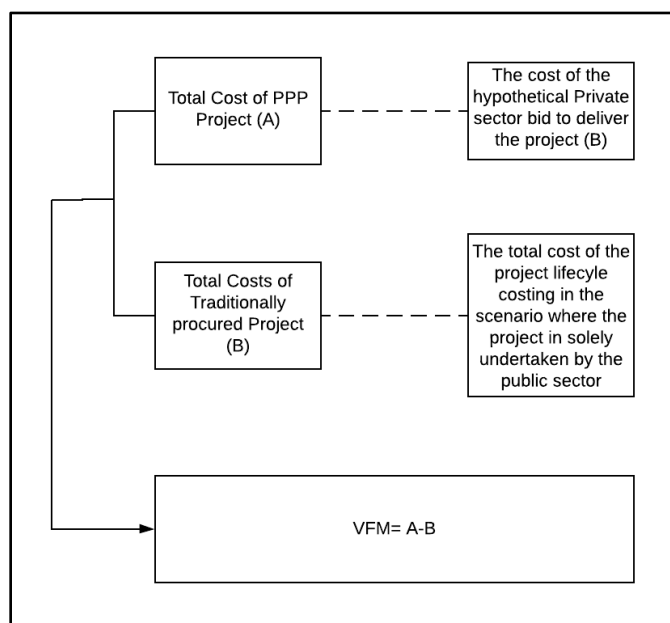 Total Cost of PPP
Project (A)
The cost of the
hypothetical Private
sector bid to deliver
the project (B)
Total Costs of
Traditionally
procured Project
(B)
The total cost of the
project lifecyle
costing in the
scenario where the
project in solely
undertaken by the
public sector
VFM= A-B